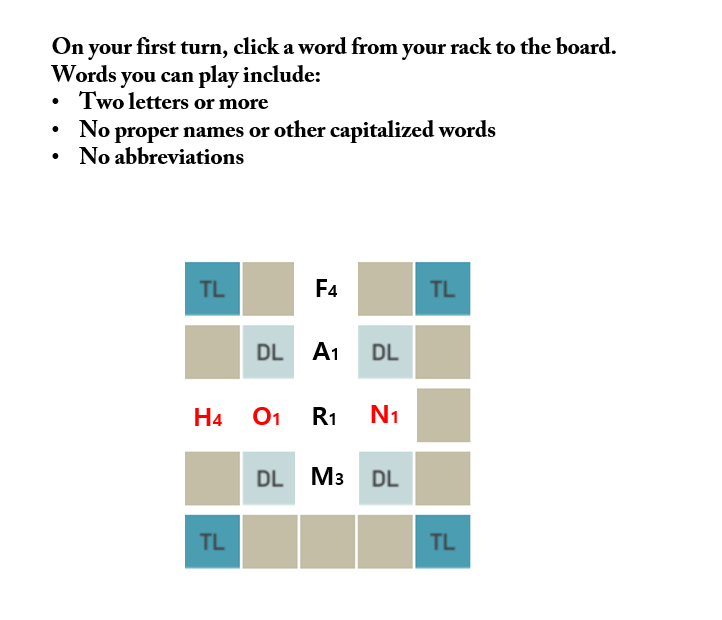 On your first turn, click a word from your rack to the board.
Words you can play include:
• Two letters or more
• No proper names or other capitalized words
• No abbreviations
TL F4 TL
DL A1 DL
H4 O1 R1 N1
DL M3 DL
TL TL